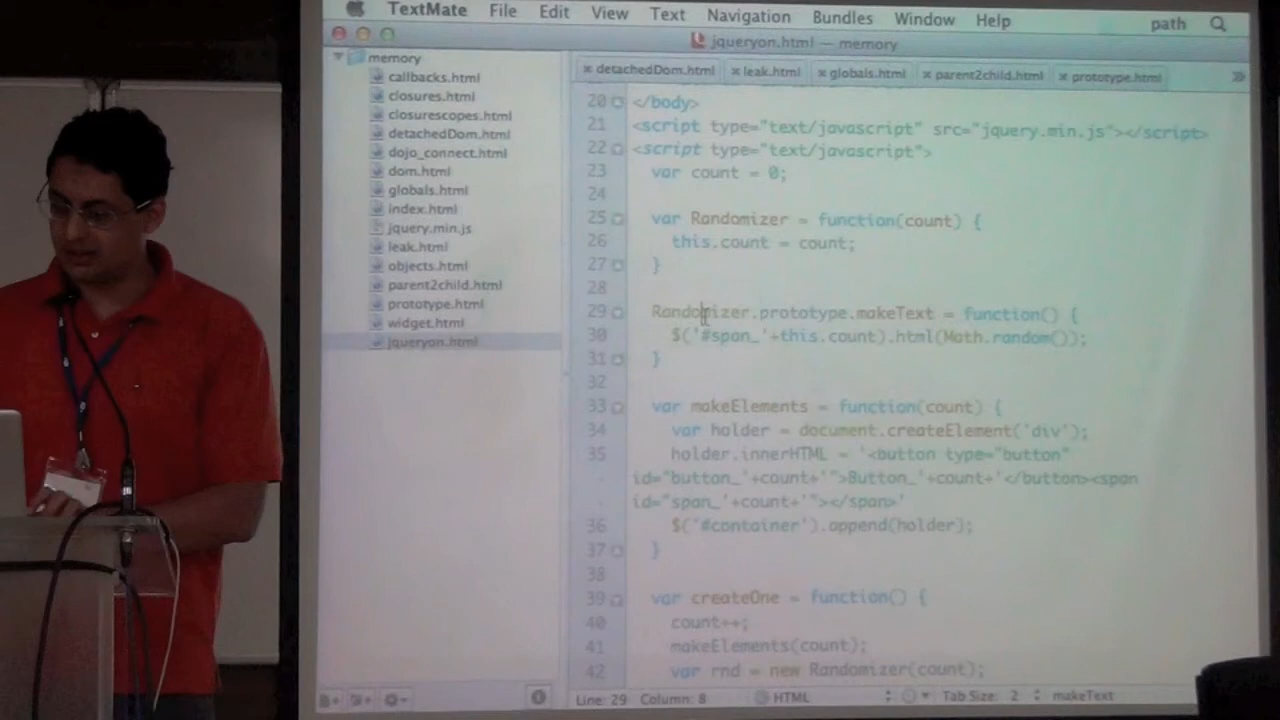 TextMate File Edit View Text Navigation Bundles Window Help path
jqueryon.html — memory
memory
callbacks.html
closures.html
closurescopes.html
detachedDom.html
dojo_connect.html
dom.html
globals.html
index.html
jquery.min.js
leak.html
objects.html
parent2child.html
prototype.html
widget.html
jqueryon.html
detachedDom.html leak.html globals.html parent2child.html prototype.html
20 </body>
21 <script type="text/javascript" src="jquery.min.js"></script>
22 <script type="text/javascript">
23 var count = 0;
24
25 var Randomizer = function(count) {
26 this.count = count;
27 }
28
29 Randomizer.prototype.makeText = function() {
30 $('#span_'+this.count).html(Math.random());
31 }
32
33 var makeElements = function(count) {
34 var holder = document.createElement('div');
35 holder.innerHTML = '<button type="button"
id="button_'+count+'">Button_'+count+'</button><span
id="span_'+count+'"></span>'
36 $('#container').append(holder);
37 }
38
39 var createOne = function() {
40 count++;
41 makeElements(count);
42 var rnd = new Randomizer(count);
Line: 29 Column: 8 HTML Tab Size: 2 makeText